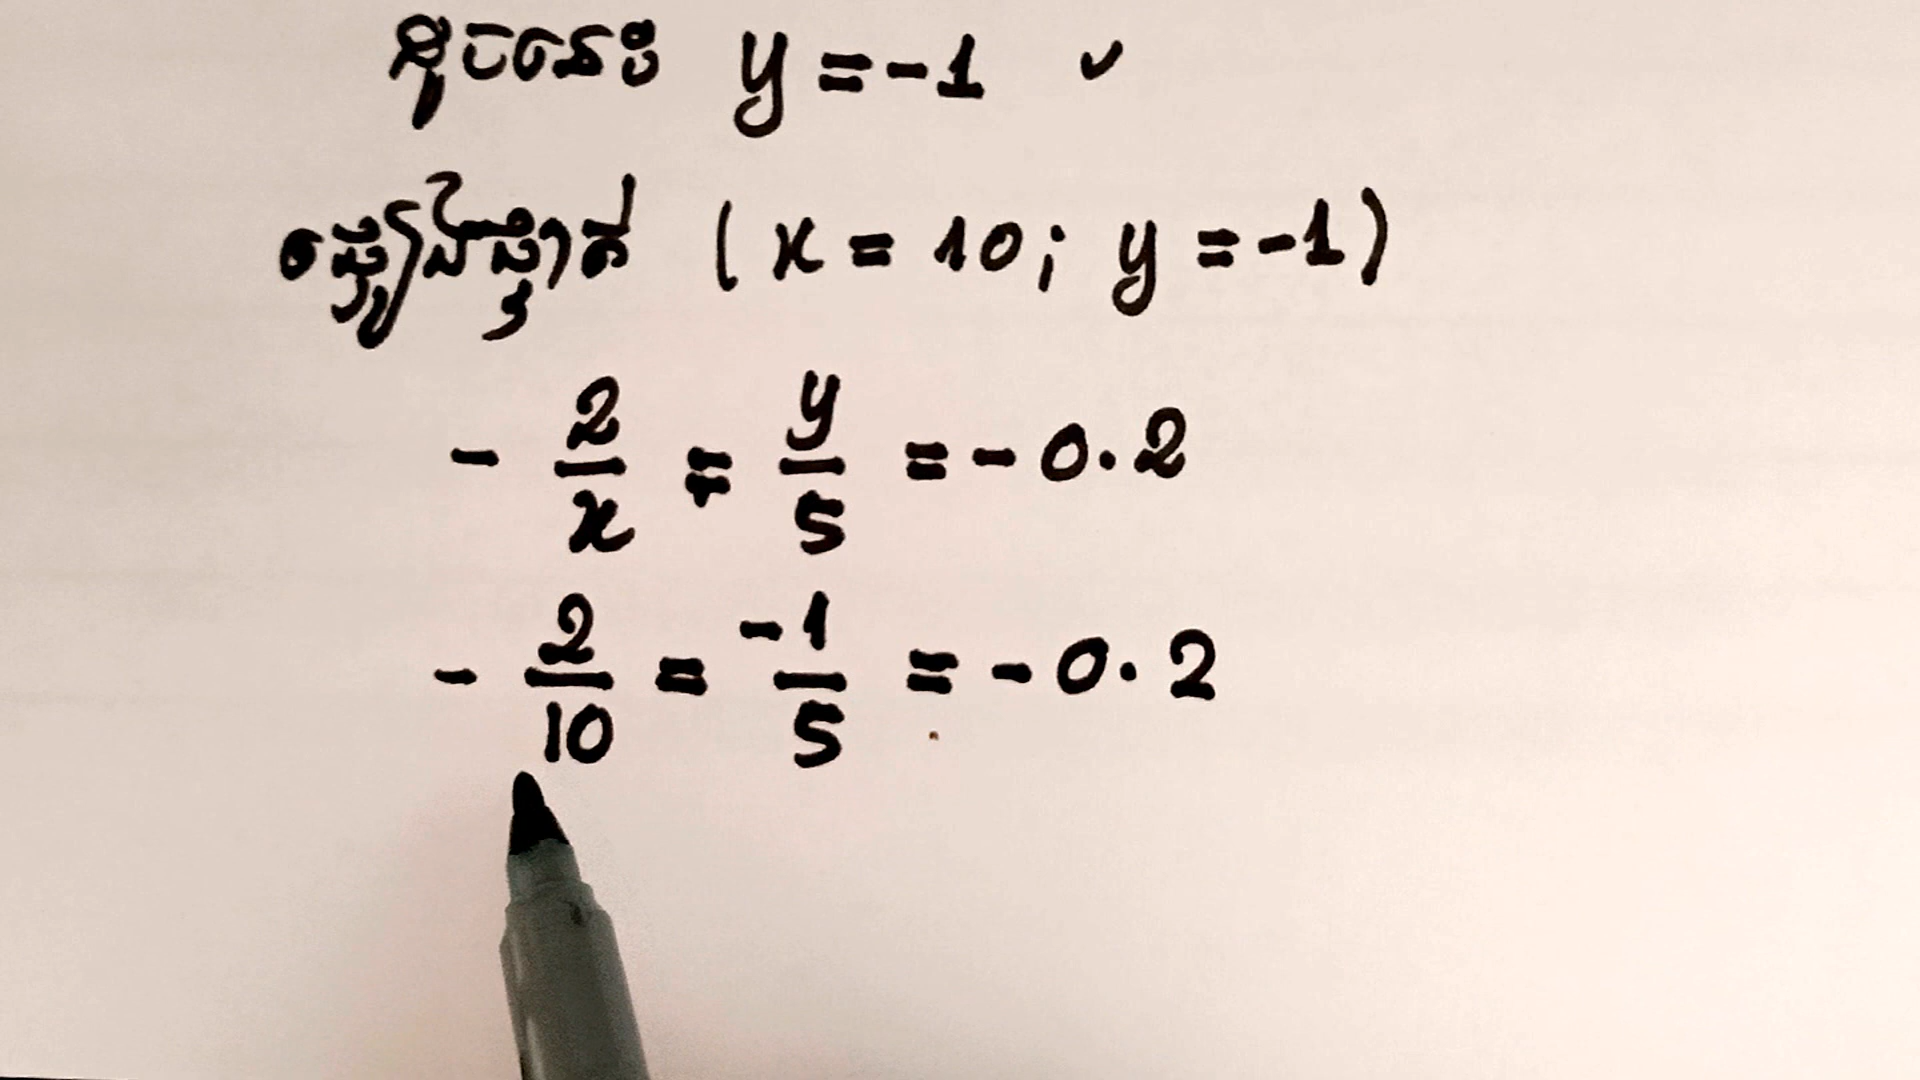 ដូចនេះ y = -1 ✓
ផ្ទៀងផ្ទាត់ ( x = 10 ; y = -1 )
- 2/x = y/5 = - 0.2
- 2/10 = -1/5 = - 0.2